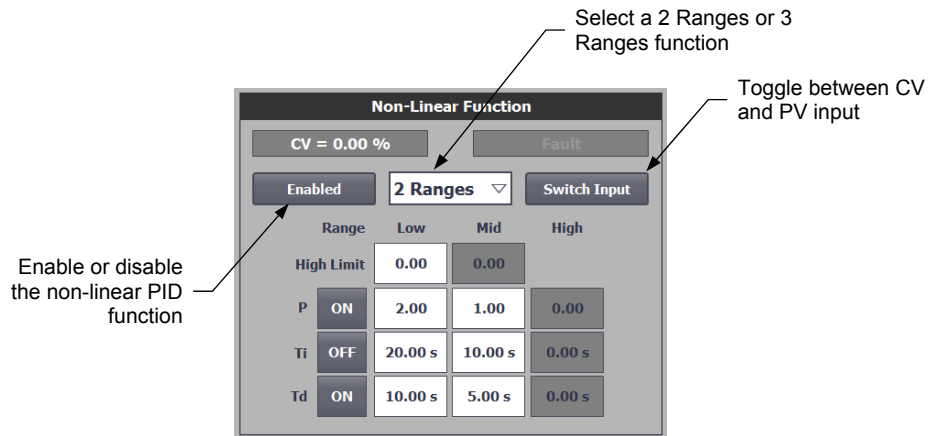 Select a 2 Ranges or 3
Ranges function
Toggle between CV
and PV input
Non-Linear Function
CV = 0.00 %
Fault
Enabled
2 Ranges
Switch Input
Range Low Mid High
High Limit 0.00 0.00
Enable or disable
the non-linear PID
function
P ON 2.00 1.00 0.00
Ti OFF 20.00 s 10.00 s 0.00 s
Td ON 10.00 s 5.00 s 0.00 s